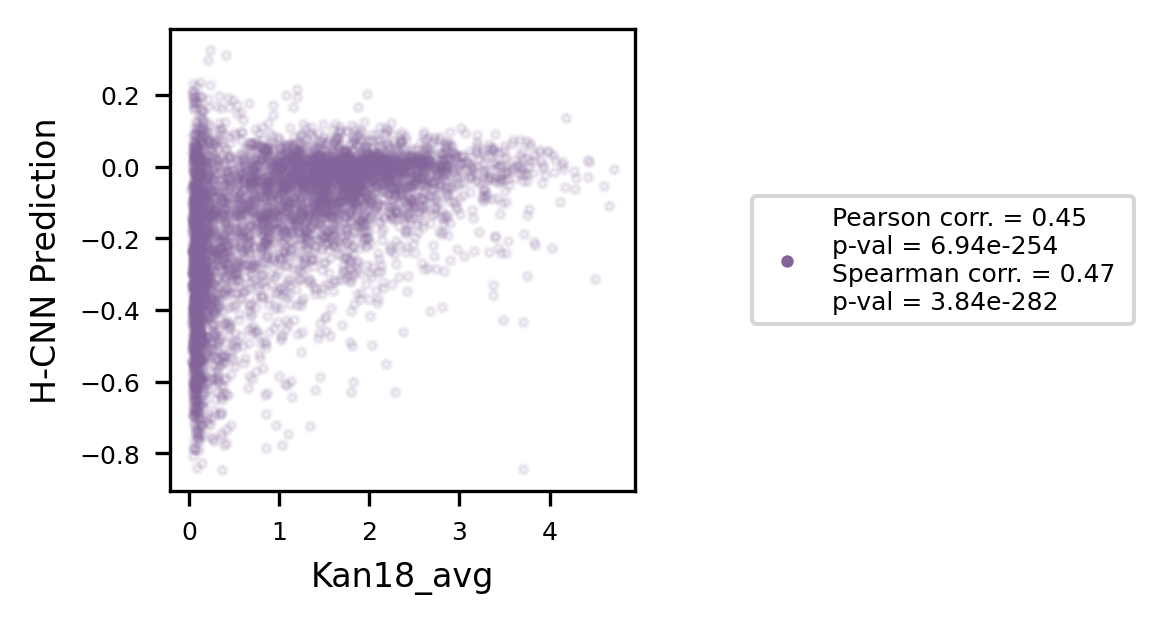 0.2
0.0
−0.2
−0.4
−0.6
−0.8
H-CNN Prediction
0 1 2 3 4
Kan18_avg
Pearson corr. = 0.45
p-val = 6.94e-254
Spearman corr. = 0.47
p-val = 3.84e-282